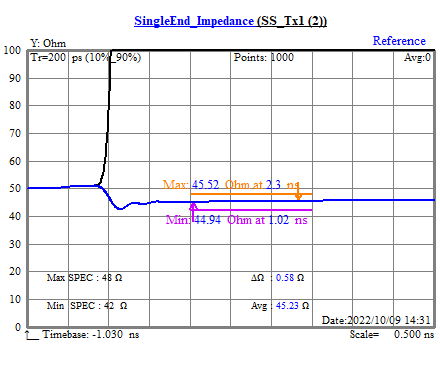 SingleEnd_Impedance (SS_Tx1 (2))
Y: Ohm Reference
Tr=200 ps (10%_90%) Points: 1000 Avg:0
100
90
80
70
60
50
40
30
20
10
0
Max: 45.52 Ohm at 2.3 ns
Min: 44.94 Ohm at 1.02 ns
Max SPEC : 48 Ω ΔΩ : 0.58 Ω
Min SPEC : 42 Ω Avg : 45.23 Ω
Date:2022/10/09 14:31
Timebase: -1.030 ns Scale= 0.500 ns